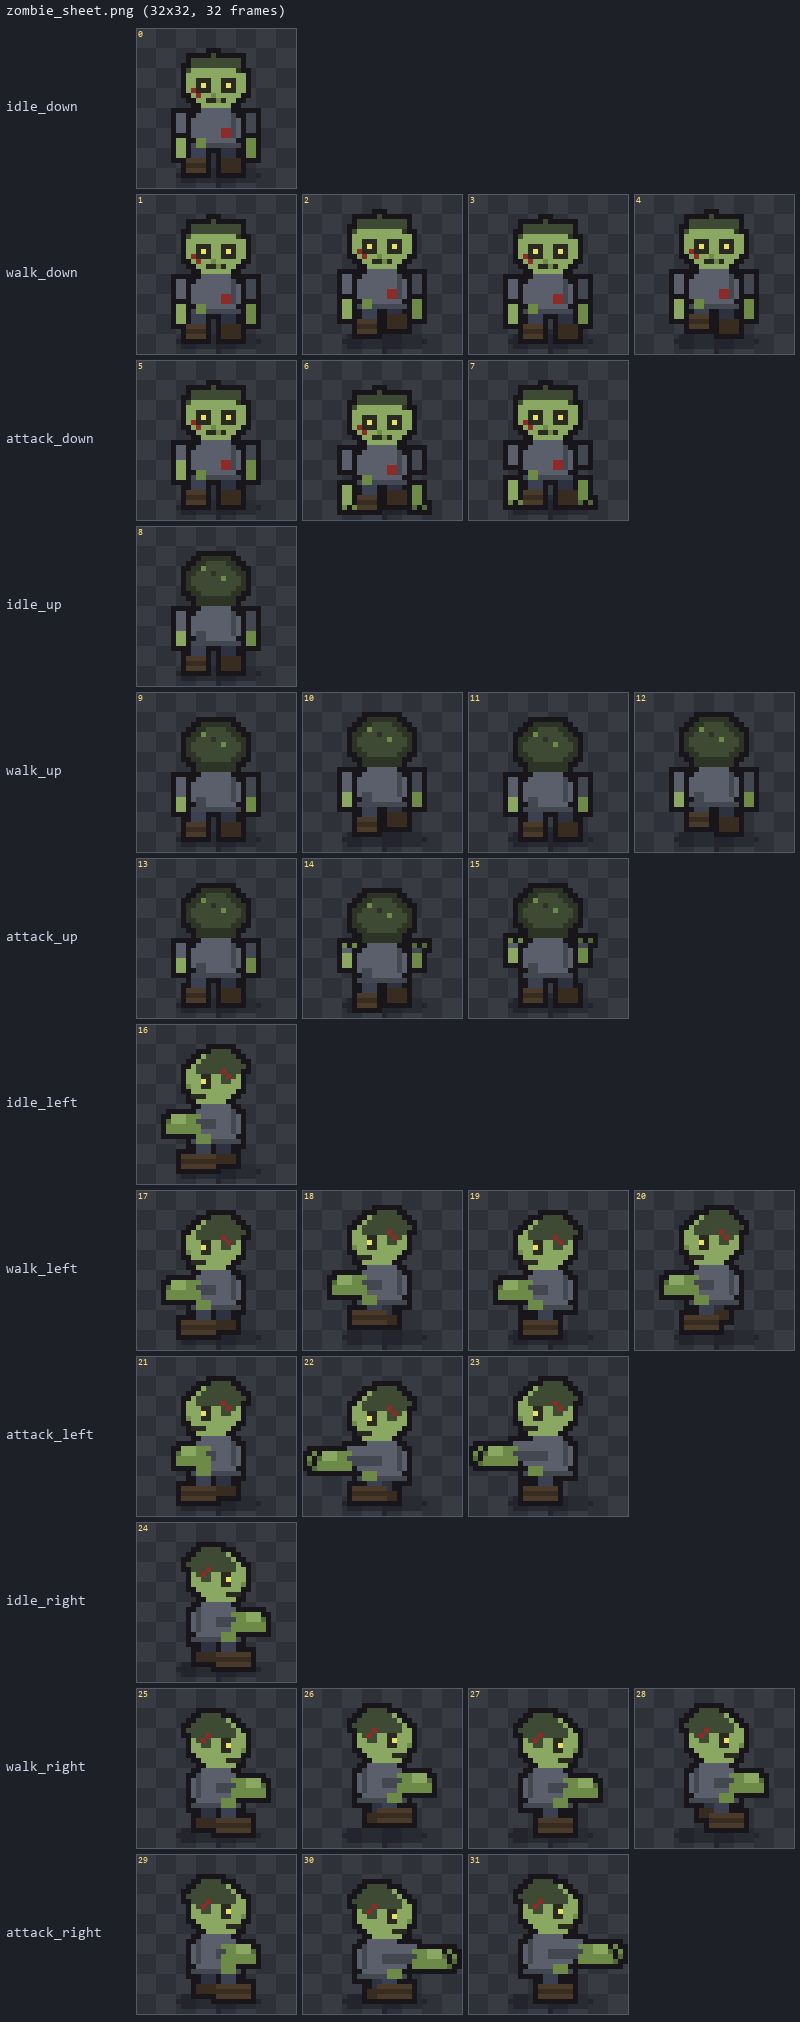 zombie_sheet.png (32x32, 32 frames)
0
idle_down
1 2 3 4
walk_down
5 6 7
attack_down
8
idle_up
9 10 11 12
walk_up
13 14 15
attack_up
16
idle_left
17 18 19 20
walk_left
21 22 23
attack_left
24
idle_right
25 26 27 28
walk_right
29 30 31
attack_right